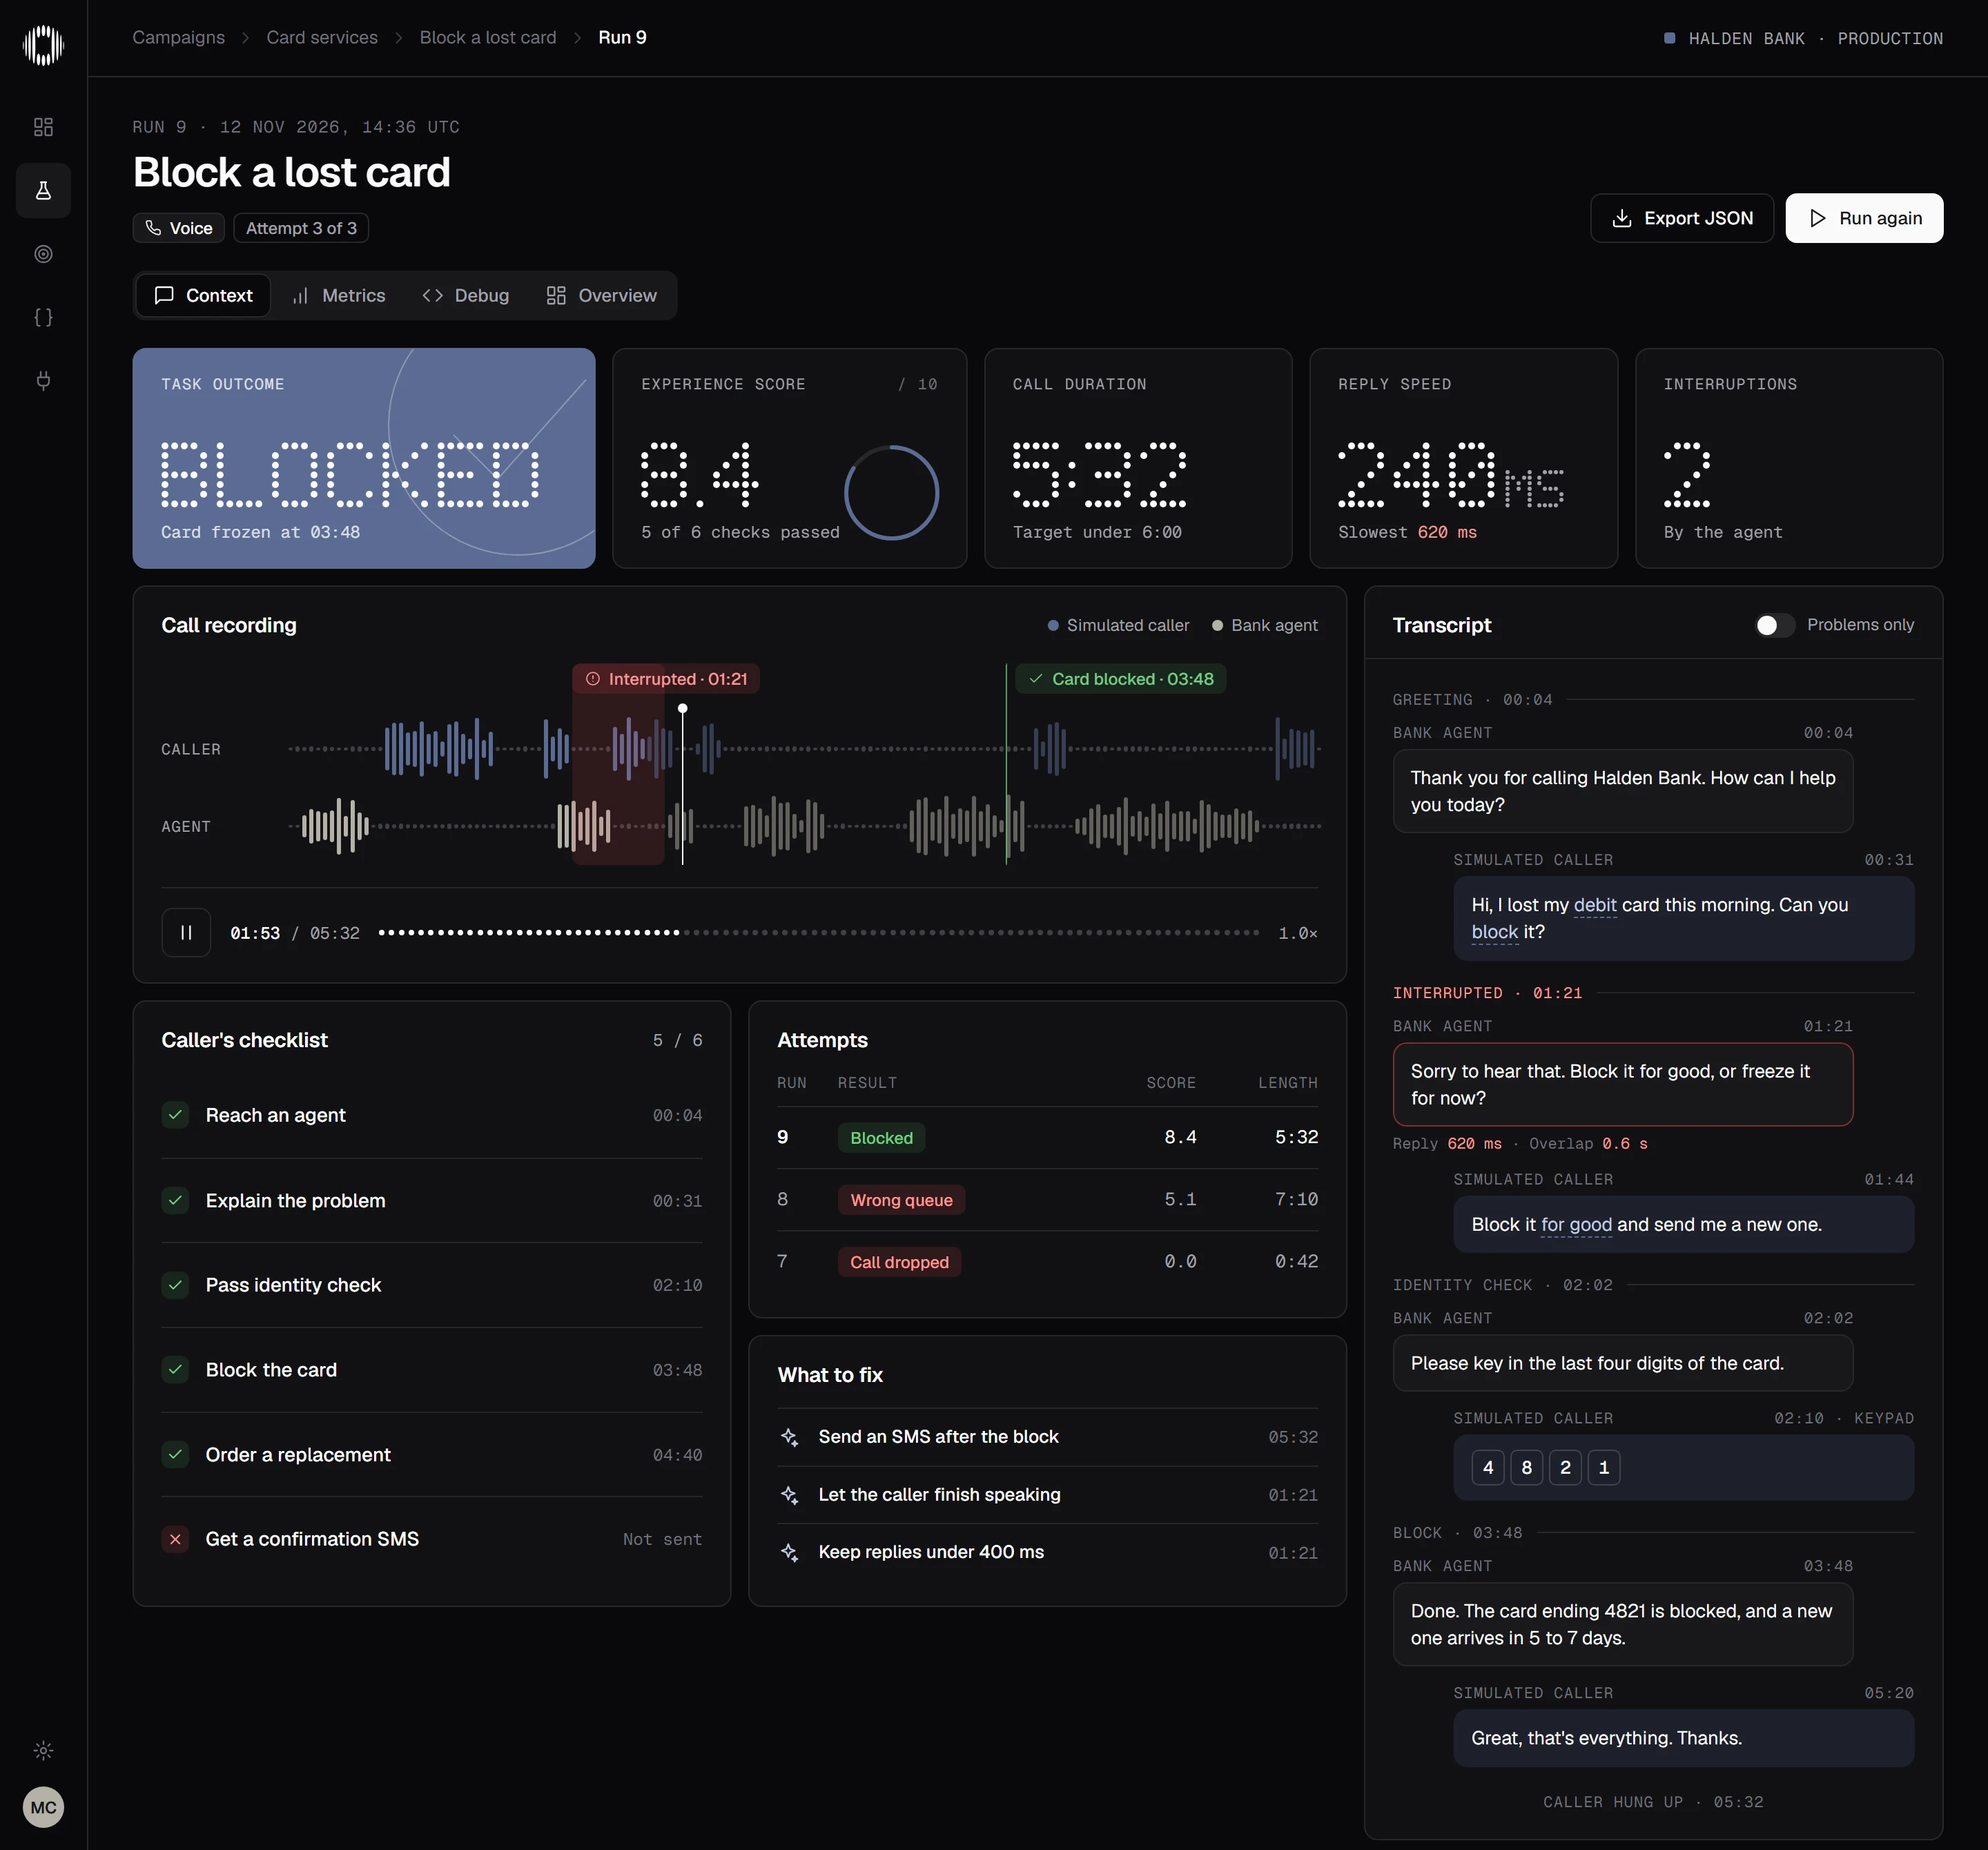 Campaigns > Card services > Block a lost card > Run 9
HALDEN BANK · PRODUCTION
RUN 9 · 12 NOV 2026, 14:36 UTC
Block a lost card
Voice
Attempt 3 of 3
Export JSON
Run again
Context
Metrics
Debug
Overview
TASK OUTCOME
BLOCKED
Card frozen at 03:48
EXPERIENCE SCORE / 10
8.4
5 of 6 checks passed
CALL DURATION
5:32
Target under 6:00
REPLY SPEED
240MS
Slowest 620 ms
INTERRUPTIONS
2
By the agent
Call recording
Simulated caller
Bank agent
Interrupted · 01:21
Card blocked · 03:48
CALLER
AGENT
01:53 / 05:32
1.0×
Caller's checklist 5 / 6
Reach an agent 00:04
Explain the problem 00:31
Pass identity check 02:10
Block the card 03:48
Order a replacement 04:40
Get a confirmation SMS Not sent
Attempts
RUN RESULT SCORE LENGTH
9 Blocked 8.4 5:32
8 Wrong queue 5.1 7:10
7 Call dropped 0.0 0:42
What to fix
Send an SMS after the block 05:32
Let the caller finish speaking 01:21
Keep replies under 400 ms 01:21
Transcript
Problems only
GREETING · 00:04
BANK AGENT 00:04
Thank you for calling Halden Bank. How can I help
you today?
SIMULATED CALLER 00:31
Hi, I lost my debit card this morning. Can you
block it?
INTERRUPTED · 01:21
BANK AGENT 01:21
Sorry to hear that. Block it for good, or freeze it
for now?
Reply 620 ms · Overlap 0.6 s
SIMULATED CALLER 01:44
Block it for good and send me a new one.
IDENTITY CHECK · 02:02
BANK AGENT 02:02
Please key in the last four digits of the card.
SIMULATED CALLER 02:10 · KEYPAD
4 8 2 1
BLOCK · 03:48
BANK AGENT 03:48
Done. The card ending 4821 is blocked, and a new
one arrives in 5 to 7 days.
SIMULATED CALLER 05:20
Great, that's everything. Thanks.
CALLER HUNG UP · 05:32
MC